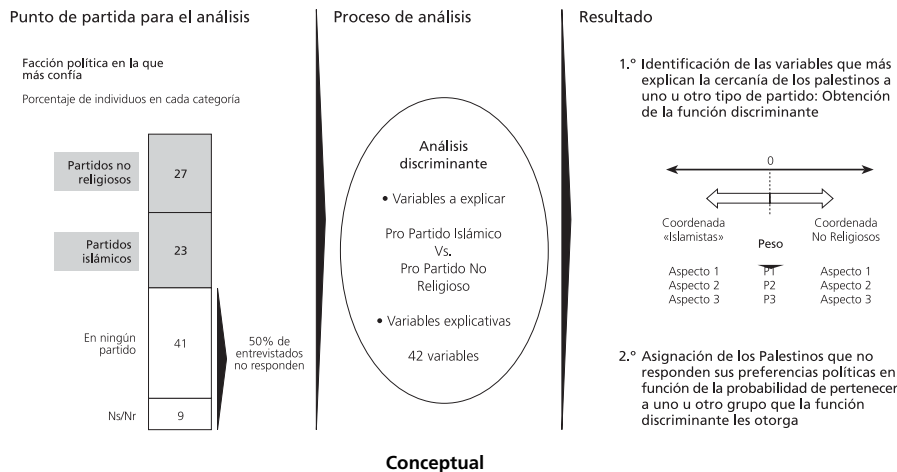 Punto de partida para el análisis
Facción política en la que
más confía
Porcentaje de individuos en cada categoría
Partidos no
religiosos
27
Partidos
islámicos
23
En ningún
partido
41
50% de
entrevistados
no responden
Ns/Nr
9
Proceso de análisis
Análisis
discriminante
• Variables a explicar
Pro Partido Islámico
Vs.
Pro Partido No
Religioso
• Variables explicativas
42 variables
Resultado
1.º Identificación de las variables que más
explican la cercanía de los palestinos a
uno u otro tipo de partido: Obtención
de la función discriminante
0
Coordenada
«Islamistas»
Coordenada
No Religiosos
Peso
Aspecto 1 P1 Aspecto 1
Aspecto 2 P2 Aspecto 2
Aspecto 3 P3 Aspecto 3
2.º Asignación de los Palestinos que no
responden sus preferencias políticas en
función de la probabilidad de pertenecer
a uno u otro grupo que la función
discriminante les otorga
Conceptual